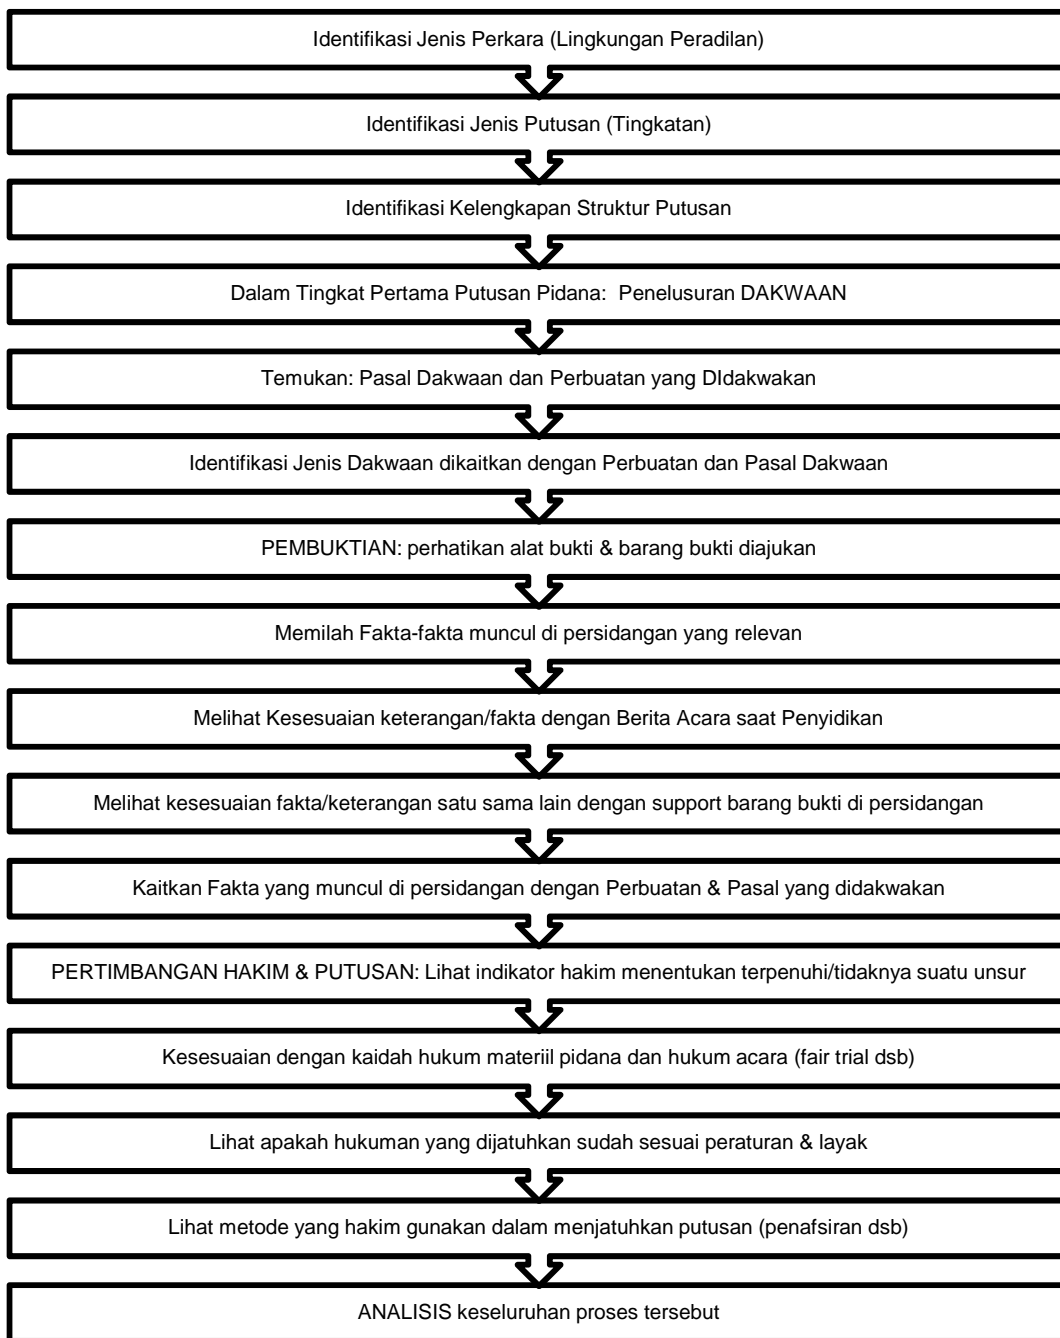 Identifikasi Jenis Perkara (Lingkungan Peradilan)
Identifikasi Jenis Putusan (Tingkatan)
Identifikasi Kelengkapan Struktur Putusan
Dalam Tingkat Pertama Putusan Pidana:  Penelusuran DAKWAAN
Temukan: Pasal Dakwaan dan Perbuatan yang DIdakwakan
Identifikasi Jenis Dakwaan dikaitkan dengan Perbuatan dan Pasal Dakwaan
PEMBUKTIAN: perhatikan alat bukti & barang bukti diajukan
Memilah Fakta-fakta muncul di persidangan yang relevan
Melihat Kesesuaian keterangan/fakta dengan Berita Acara saat Penyidikan
Melihat kesesuaian fakta/keterangan satu sama lain dengan support barang bukti di persidangan
Kaitkan Fakta yang muncul di persidangan dengan Perbuatan & Pasal yang didakwakan
PERTIMBANGAN HAKIM & PUTUSAN: Lihat indikator hakim menentukan terpenuhi/tidaknya suatu unsur
Kesesuaian dengan kaidah hukum materiil pidana dan hukum acara (fair trial dsb)
Lihat apakah hukuman yang dijatuhkan sudah sesuai peraturan & layak
Lihat metode yang hakim gunakan dalam menjatuhkan putusan (penafsiran dsb)
ANALISIS keseluruhan proses tersebut